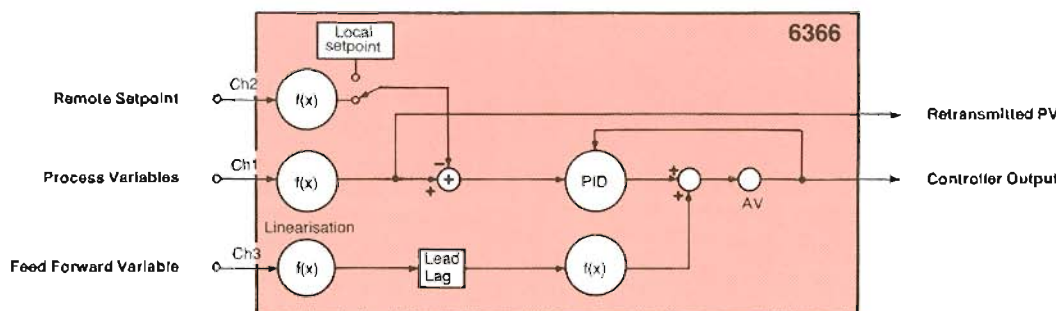 Local
setpoint
6366
Remote Setpoint
Ch2
f(x)
Retransmitted PV
Process Variables
Ch1
f(x)
−
+
+
PID
+
+
AV
Controller Output
Linearisation
Feed Forward Variable
Ch3
f(x)
Lead
Lag
f(x)